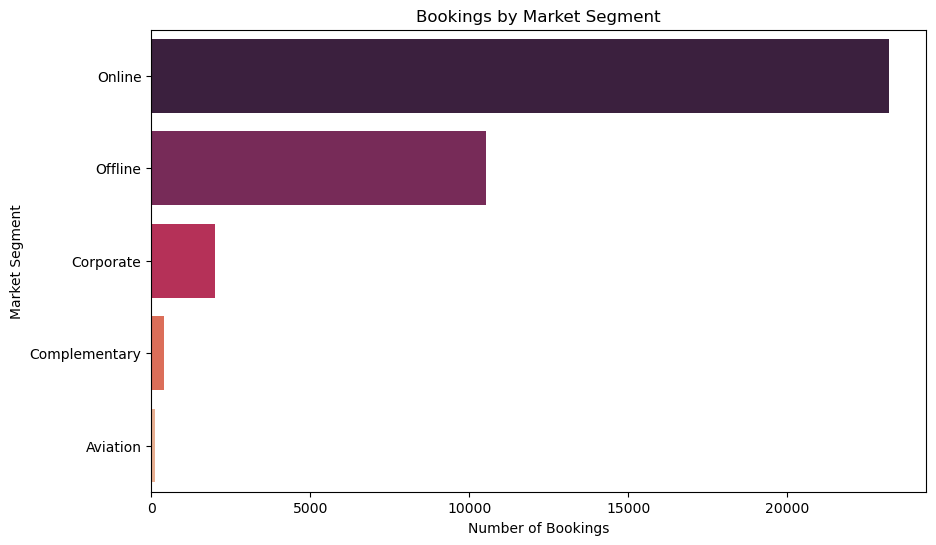 Bookings by Market Segment
Online
Offline
Corporate
Complementary
Aviation
Market Segment
0 5000 10000 15000 20000
Number of Bookings